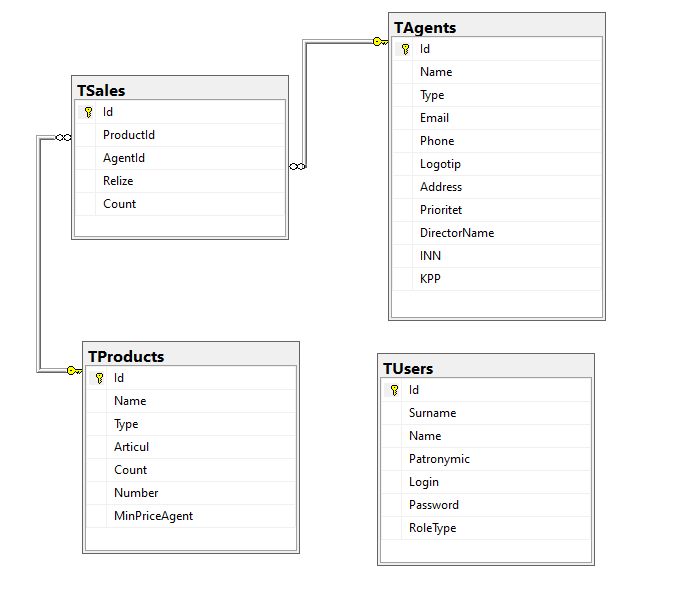 TAgents
Id
Name
Type
Email
Phone
Logotip
Address
Prioritet
DirectorName
INN
KPP
TSales
Id
ProductId
AgentId
Relize
Count
TProducts
Id
Name
Type
Articul
Count
Number
MinPriceAgent
TUsers
Id
Surname
Name
Patronymic
Login
Password
RoleType